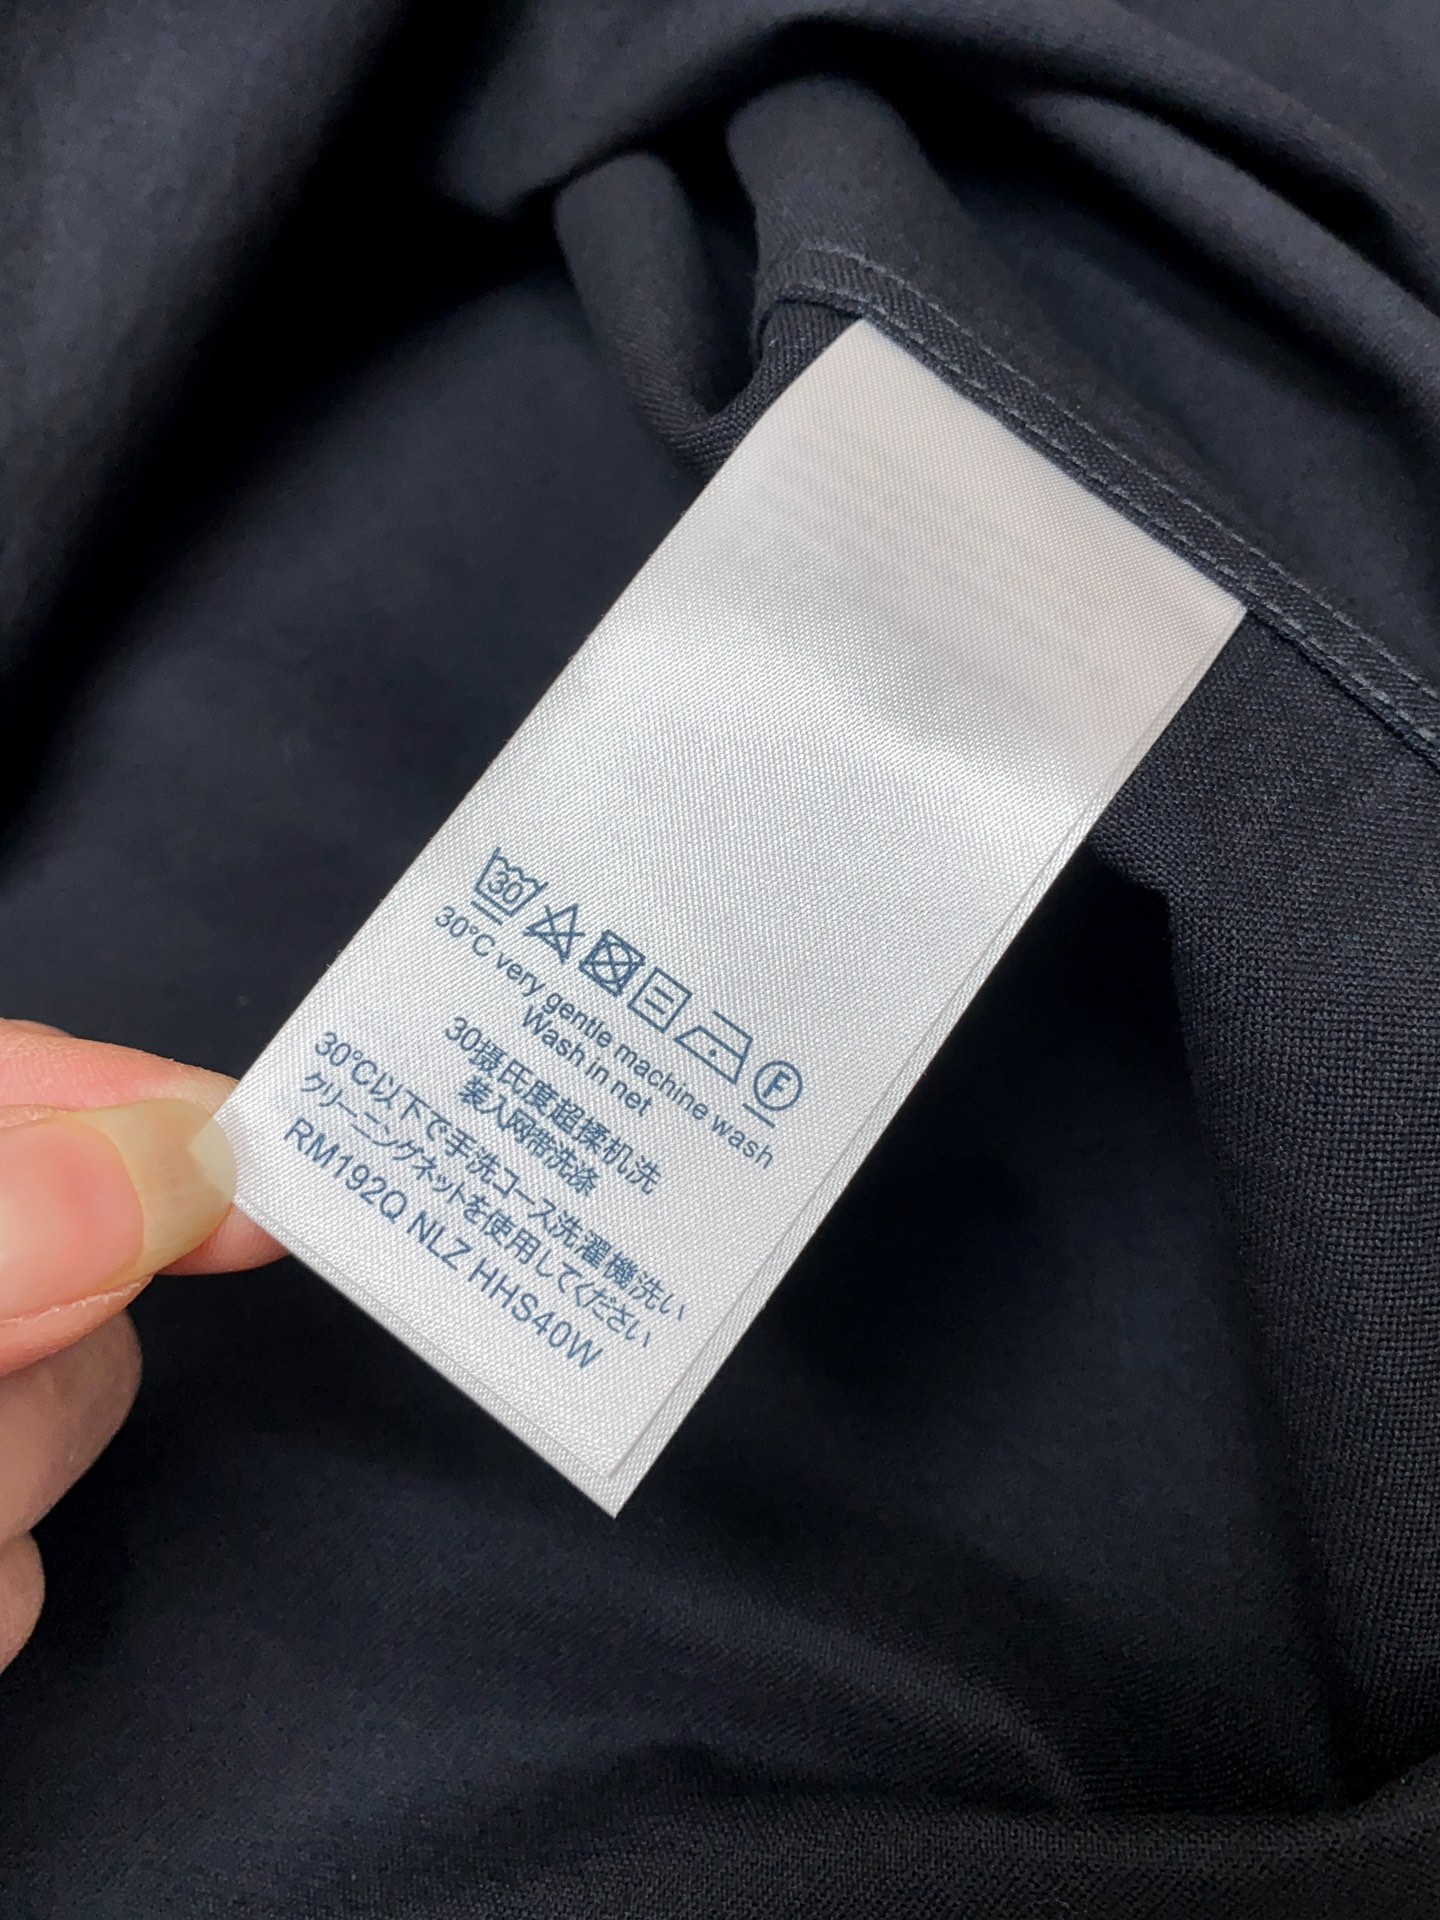 30
F
30°C very gentle machine wash
Wash in net
30摄氏度超揉机洗
装入网带洗涤
30℃以下で手洗コース洗濯機洗い
クリーニングネットを使用してください
RM192Q NLZ HHS40W